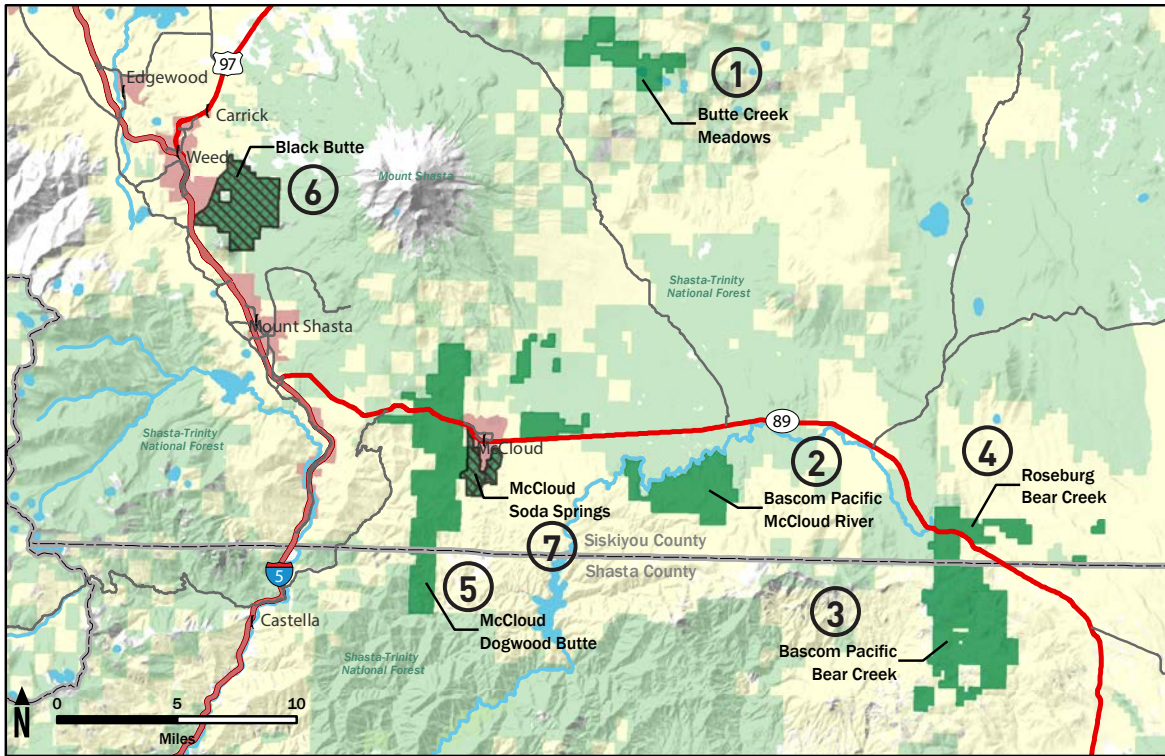 97
Edgewood
Carrick
Weed
Black Butte
6
Mount Shasta
1
Butte Creek
Meadows
Shasta-Trinity
National Forest
Mount Shasta
89
Shasta-Trinity
National Forest
McCloud
McCloud
Soda Springs
2
Bascom Pacific
McCloud River
4
Roseburg
Bear Creek
7
Siskiyou County
Shasta County
5
5
McCloud
Dogwood Butte
Castella
3
Bascom Pacific
Bear Creek
Shasta-Trinity
National Forest
N
0 5 10
Miles